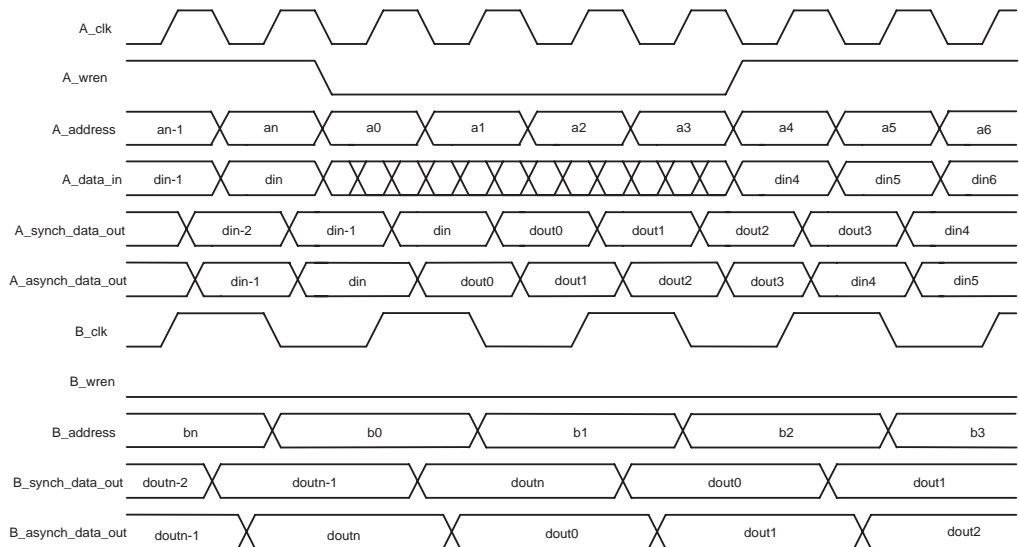 A_clk
A_wren
A_address an-1 an a0 a1 a2 a3 a4 a5 a6
A_data_in din-1 din din4 din5 din6
A_synch_data_out din-2 din-1 din dout0 dout1 dout2 dout3 din4
A_asynch_data_out din-1 din dout0 dout1 dout2 dout3 din4 din5
B_clk
B_wren
B_address bn b0 b1 b2 b3
B_synch_data_out doutn-2 doutn-1 doutn dout0 dout1
B_asynch_data_out doutn-1 doutn dout0 dout1 dout2